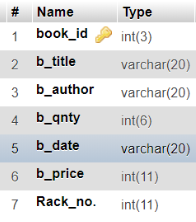 # Name Type
1 book_id int(3)
2 b_title varchar(20)
3 b_author varchar(20)
4 b_qnty int(6)
5 b_date varchar(20)
6 b_price int(11)
7 Rack_no. int(11)